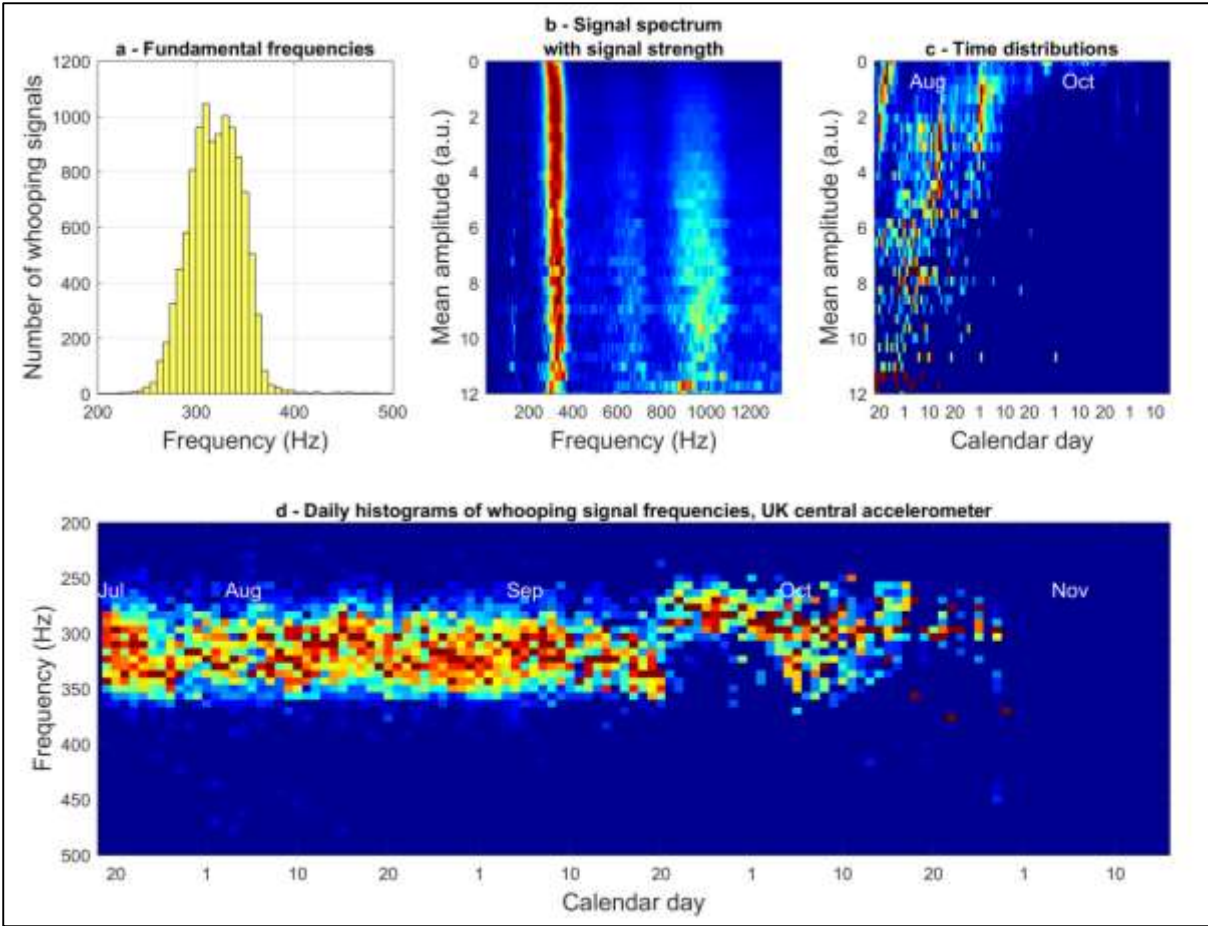 a - Fundamental frequencies
1200
1000
800
600
400
200
0
200 300 400 500
Number of whooping signals
Frequency (Hz)
b - Signal spectrum
with signal strength
0
2
4
6
8
10
12
200 400 600 800 1000 1200
Mean amplitude (a.u.)
Frequency (Hz)
c - Time distributions
Aug Oct
0
2
4
6
8
10
12
20 1 10 20 1 10 20 1 10 20 1 10
Mean amplitude (a.u.)
Calendar day
d - Daily histograms of whooping signal frequencies, UK central accelerometer
200
250
300
350
400
450
500
Jul Aug Sep Oct Nov
20 1 10 20 1 10 20 1 10 20 1 10
Frequency (Hz)
Calendar day